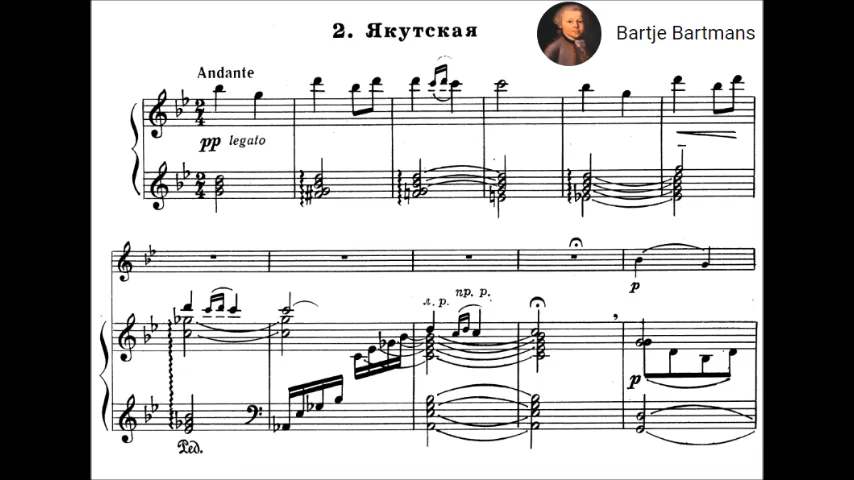 2. Якутская
Bartje Bartmans
Andante
pp legato
л. р. пр. р.
p
p
Ped.